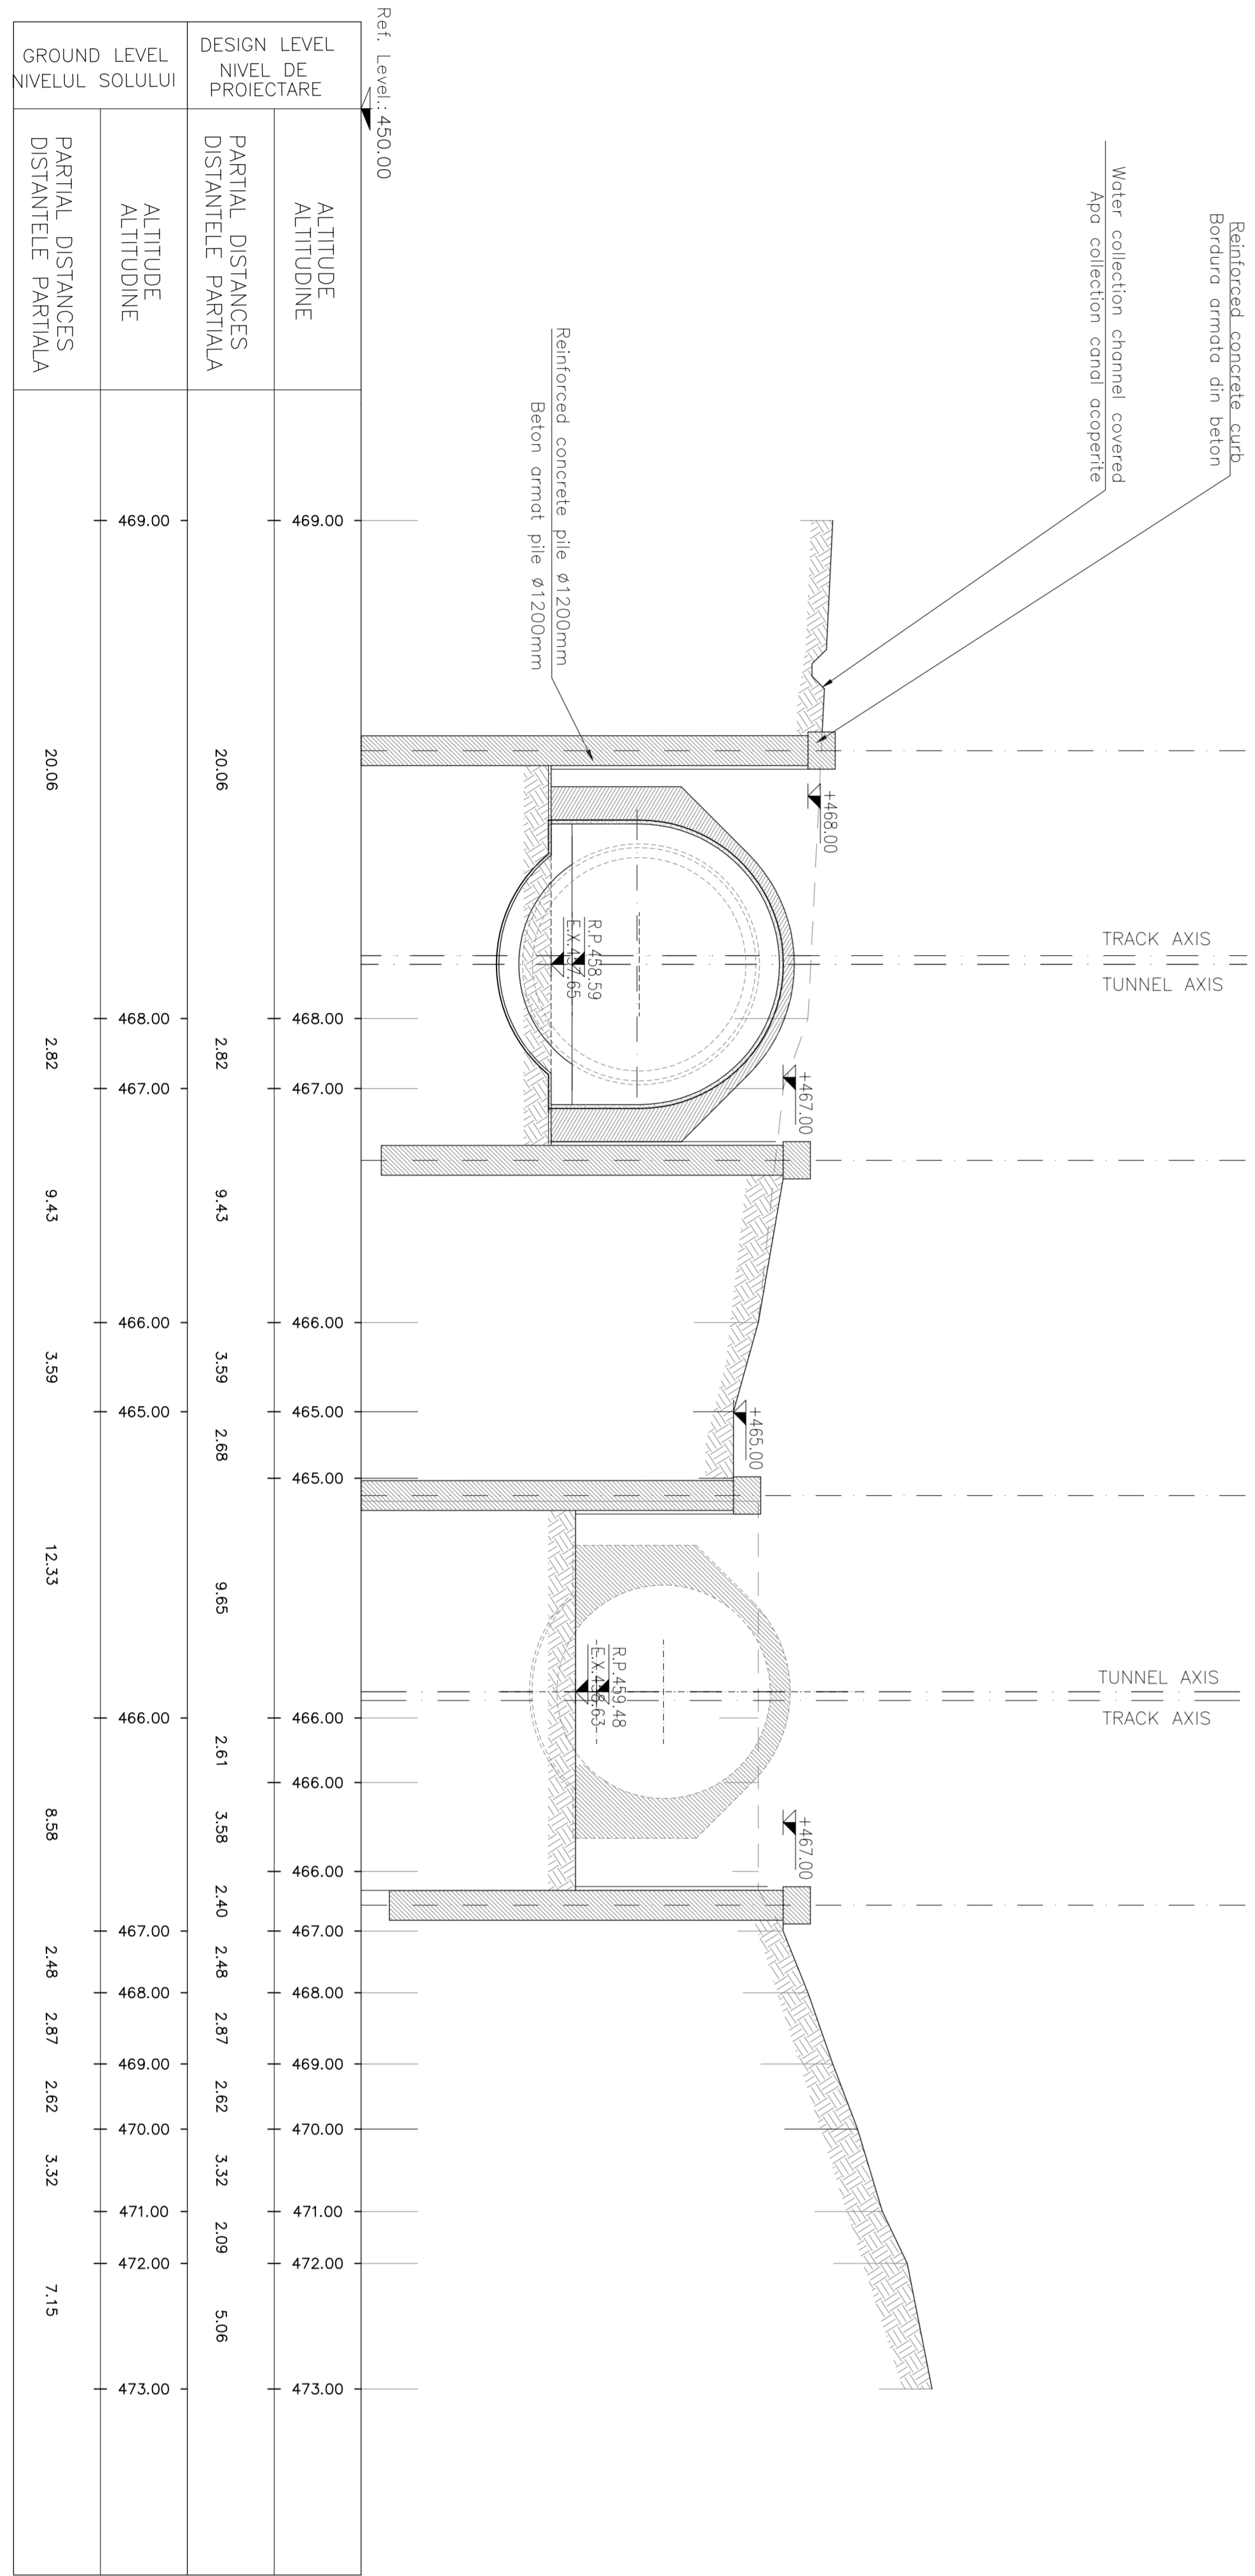 Reinforced concrete curb
Bordura armata din beton
Water collection channel covered
Apa collection canal acoperite
TRACK AXIS
TUNNEL AXIS
TUNNEL AXIS
TRACK AXIS
+468.00
+467.00
+465.00
+467.00
R.P.458.59
E.X.457.65
R.P.459.48
Reinforced concrete pile Ø1200mm
Beton armat pile Ø1200mm
Ref. Level.: 450.00
DESIGN LEVEL
NIVEL DE
PROIECTARE
ALTITUDE
ALTITUDINE
469.00
468.00
467.00
466.00
465.00
465.00
466.00
466.00
466.00
467.00
468.00
469.00
470.00
471.00
472.00
473.00
PARTIAL DISTANCES
DISTANTELE PARTIALA
20.06
2.82
9.43
3.59
2.68
9.65
2.61
3.58
2.40
2.48
2.87
2.62
3.32
2.09
5.06
GROUND LEVEL
NIVELUL SOLULUI
ALTITUDE
ALTITUDINE
469.00
468.00
467.00
466.00
465.00
466.00
467.00
468.00
469.00
470.00
471.00
472.00
473.00
PARTIAL DISTANCES
DISTANTELE PARTIALA
20.06
2.82
9.43
3.59
12.33
8.58
2.48
2.87
2.62
3.32
7.15